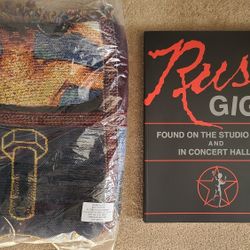 Rus
GIG
FOUND ON THE STUDIO
AND
IN CONCERT HALL